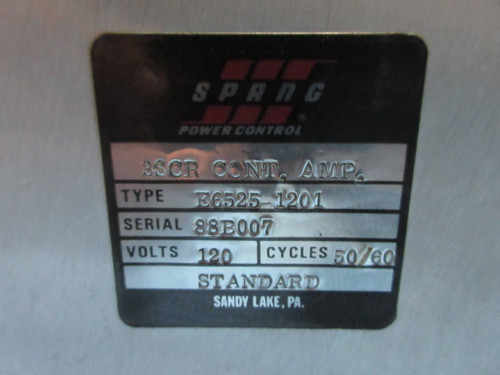 SPANG
®
POWER CONTROL
3SCR CONT. AMP.
TYPE E6525-1201
SERIAL 88B007
VOLTS 120 CYCLES 50/60
STANDARD
SANDY LAKE, PA.